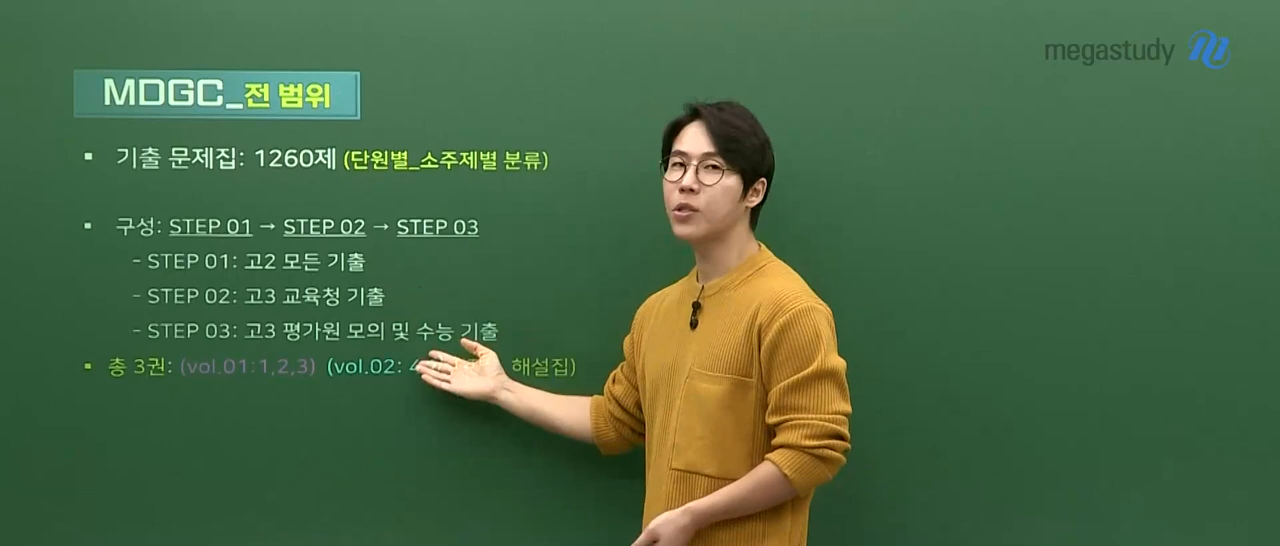 megastudy
MDGC_전 범위
▪ 기출 문제집: 1260제 (단원별_소주제별 분류)
▪ 구성: STEP 01 → STEP 02 → STEP 03
- STEP 01: 고2 모든 기출
- STEP 02: 고3 교육청 기출
- STEP 03: 고3 평가원 모의 및 수능 기출
▪ 총 3권: (vol.01:1,2,3) (vol.02: 해설집)